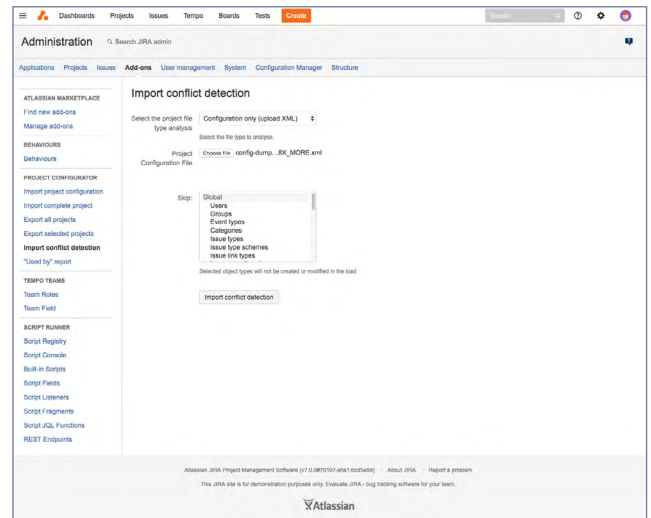 Dashboards Projects Issues Tempo Boards Tests Create Search
Administration Search JIRA admin
Applications Projects Issues Add-ons User management System Configuration Manager Structure
ATLASSIAN MARKETPLACE
Find new add-ons
Manage add-ons
BEHAVIOURS
Behaviours
PROJECT CONFIGURATOR
Import project configuration
Import complete project
Export all projects
Export selected projects
Import conflict detection
"Used by" report
TEMPO TEAMS
Team Roles
Team Field
SCRIPT RUNNER
Script Registry
Script Console
Built-in Scripts
Script Fields
Script Listeners
Script Fragments
Script JQL Functions
REST Endpoints
Import conflict detection
Select the project file type analysis
Configuration only (upload XML)
Select the file type to analyse.
Project Configuration File
Choose file config-dump...8X_MORE.xml
Skip:
Global
Users
Groups
Event types
Categories
Issue types
Issue type schemes
Issue link types
Selected object types will not be created or modified in the load
Import conflict detection
Atlassian JIRA Project Management Software · About JIRA · Report a problem
This JIRA site is for demonstration purposes only. Evaluate JIRA - bug tracking software for your team.
Atlassian